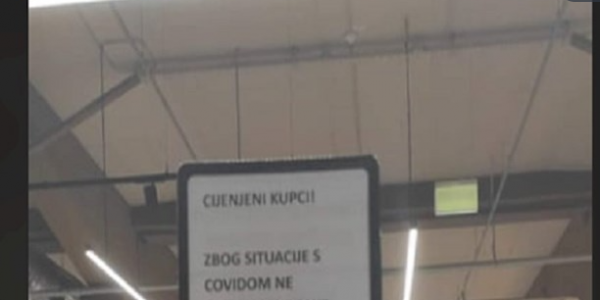 CIJENJENI KUPCI!
ZBOG SITUACIJE S
COVIDOM NE